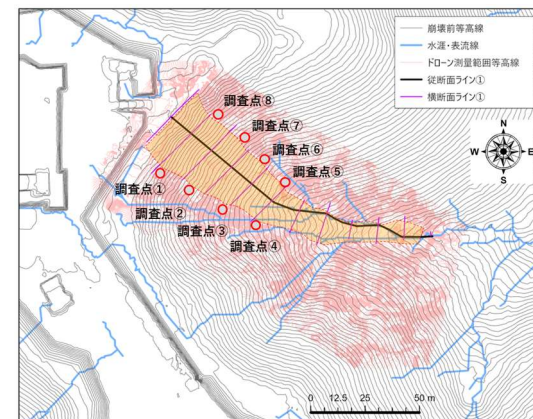 崩壊前等高線
水涯・表流線
ドローン測量範囲等高線
従断面ライン①
横断面ライン①
N
W
E
S
調査点⑧
調査点⑦
調査点⑥
調査点⑤
調査点①
調査点②
調査点③
調査点④
0 12.5 25 50 m